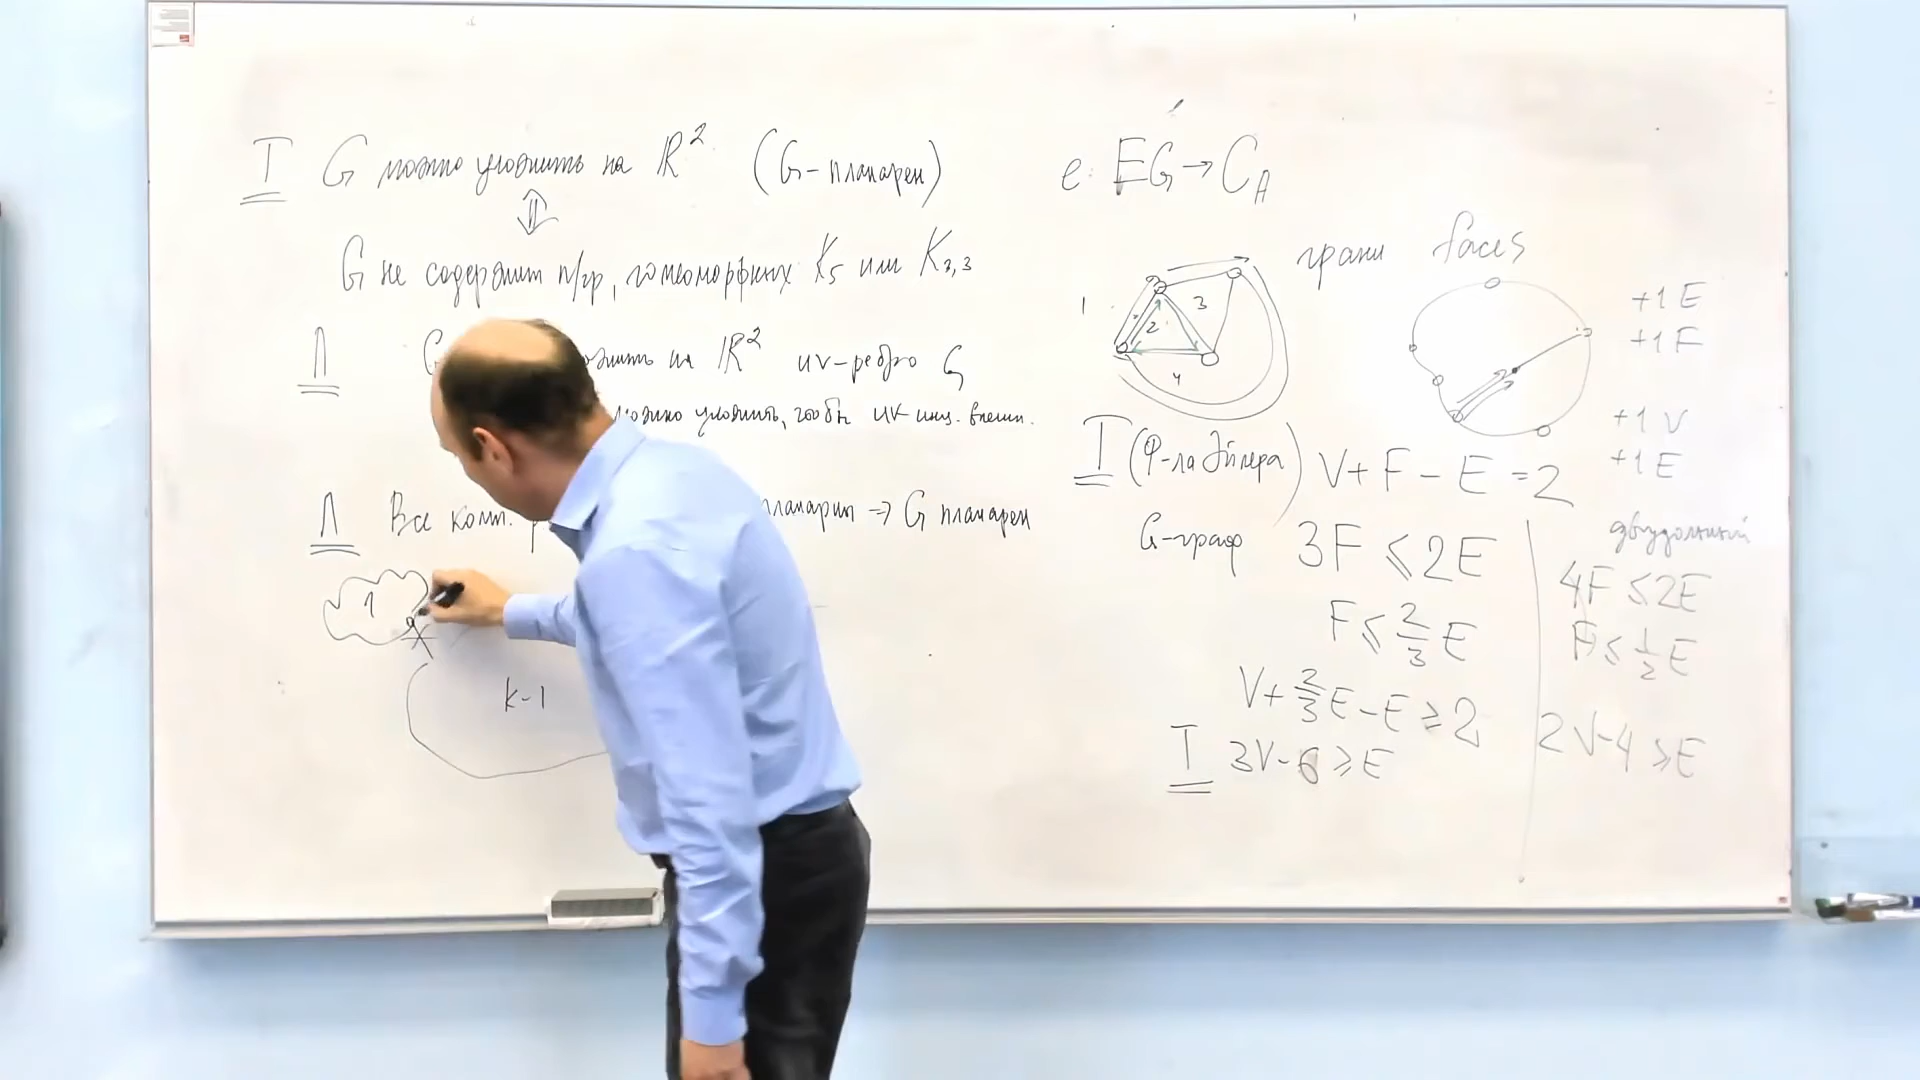 T G можно уложить на R² (G-планарен)
⇕
G не содержит п/гр, гомеоморфных K5 или K3,3
Л G на R² uv-ребро G
можно уложить, чтобы uv инц. внешн.
Л Все комп. планарны => G планарен
1
k-1
e: EG → C_A
грани faces
1 2 3 4
+1 E
+1 F
+1 V
+1 E
T (Ф-ла Эйлера) V + F - E = 2
G-граф 3F ≤ 2E
F ≤ 2/3 E
V + 2/3 E - E ≥ 2
T 3V - 6 ≥ E
двудольный
4F ≤ 2E
F ≤ 1/2 E
2V - 4 ≥ E